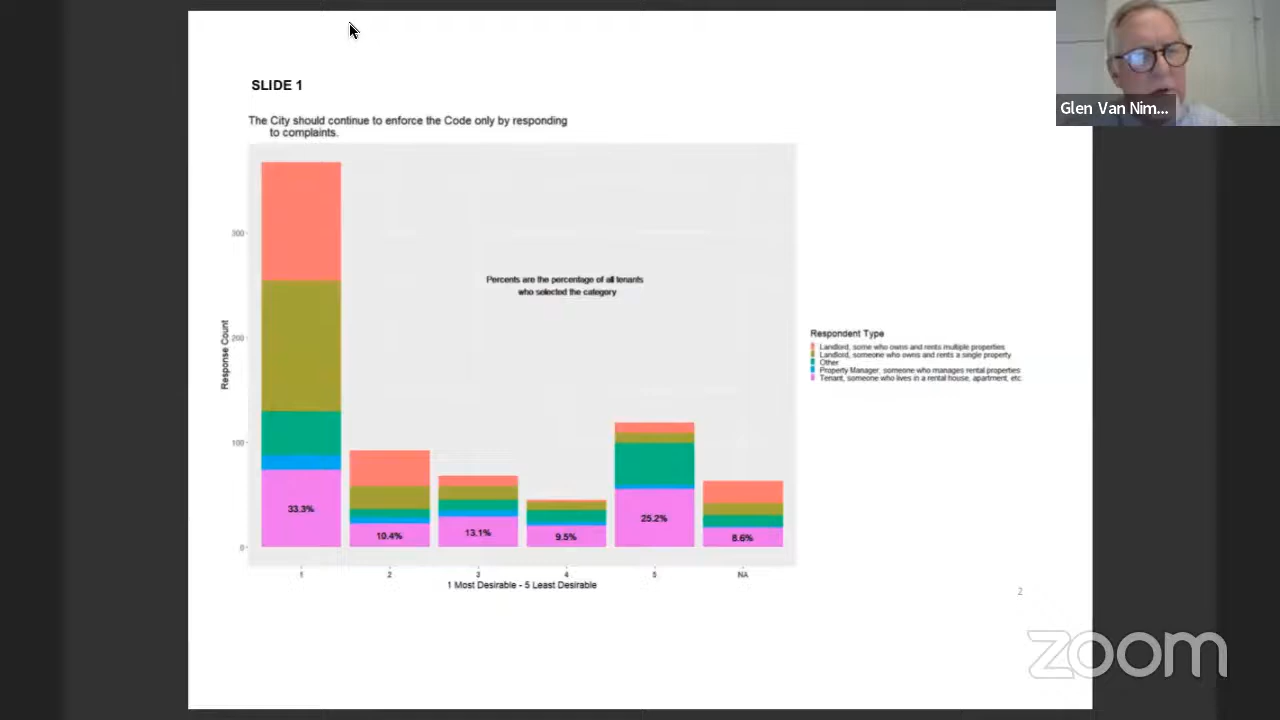 Glen Van Nim...
SLIDE 1
The City should continue to enforce the Code only by responding
to complaints.
300
200
100
0
Response Count
Percents are the percentage of all tenants
who selected the category
33.3%
10.4%
13.1%
9.5%
25.2%
8.6%
1
2
3
4
5
NA
1 Most Desirable - 5 Least Desirable
Respondent Type
Landlord, some who owns and rents multiple properties
Landlord, someone who owns and rents a single property
Other
Property Manager, someone who manages rental properties
Tenant, someone who lives in a rental house, apartment, etc.
2
zoom